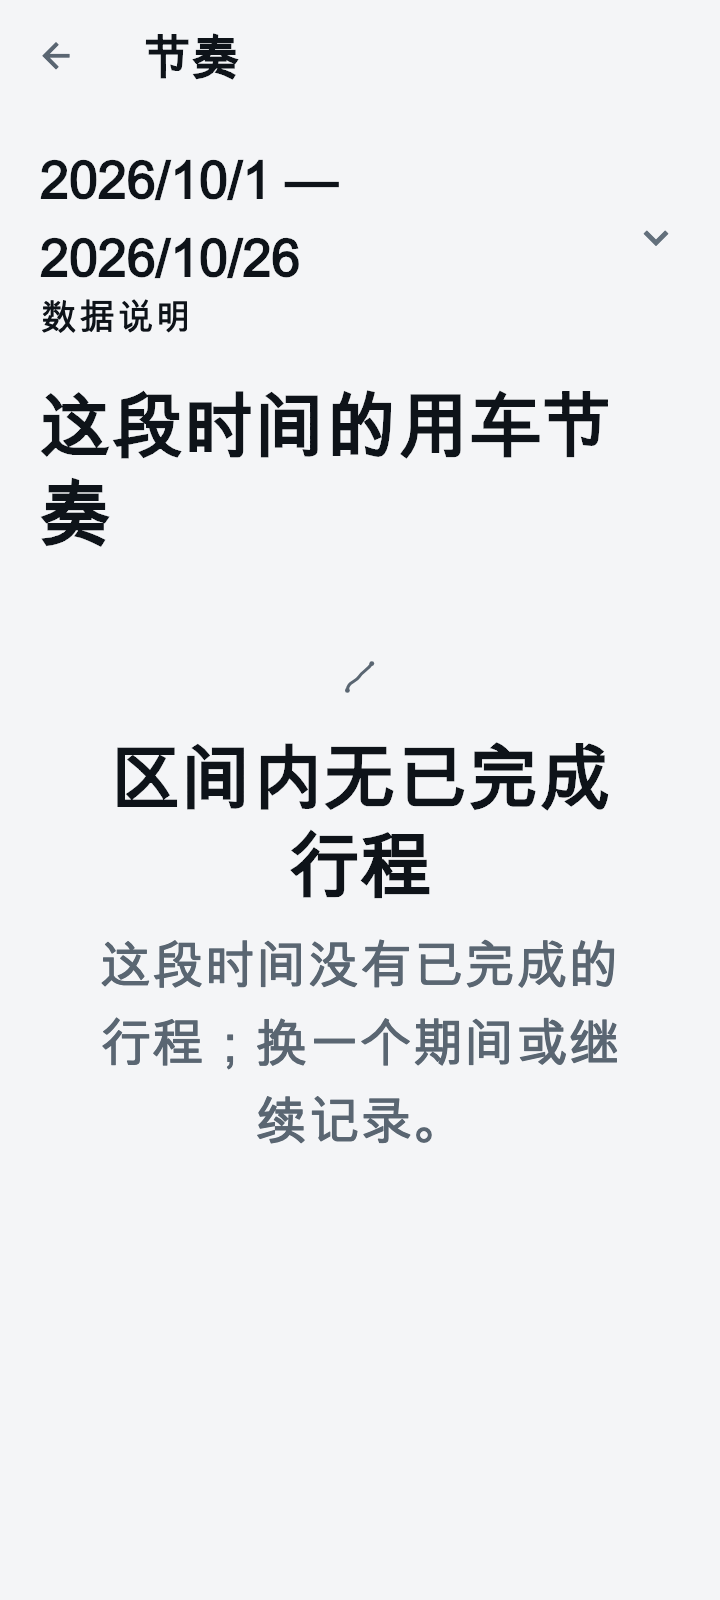 节奏
2026/10/1 —
2026/10/26
数据说明
这段时间的用车节
奏
区间内无已完成
行程
这段时间没有已完成的
行程；换一个期间或继
续记录。